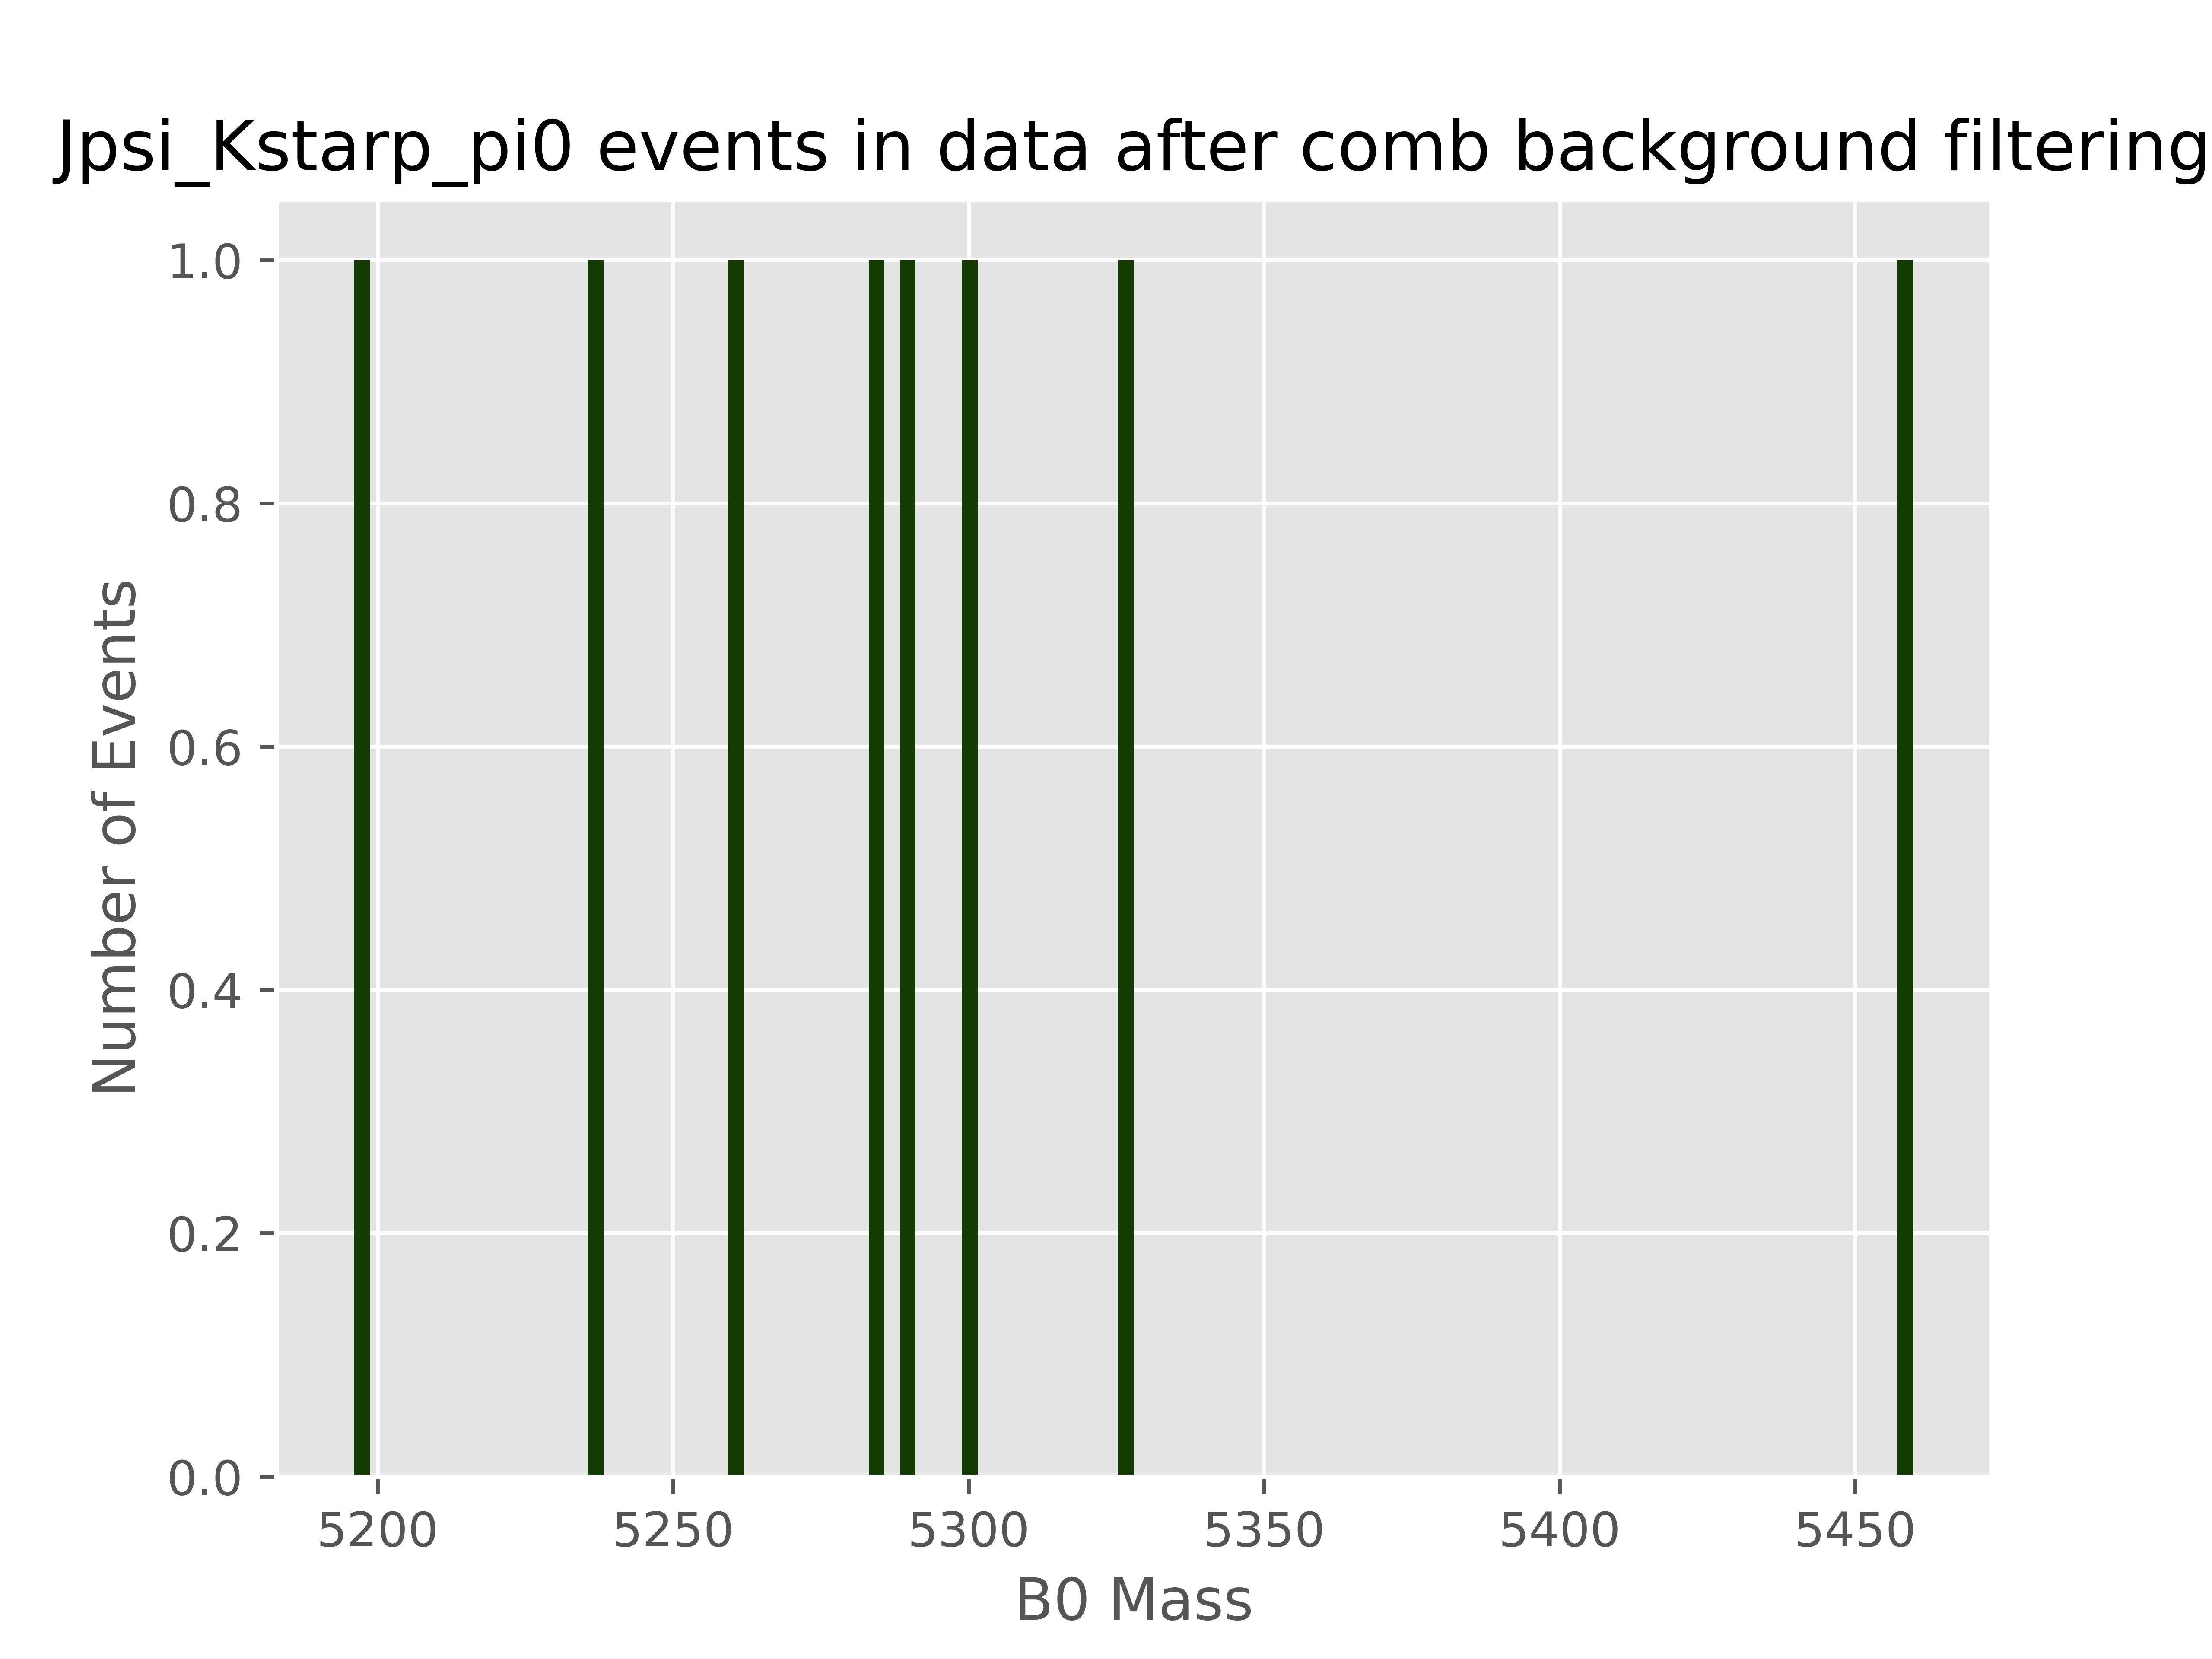 Jpsi_Kstarp_pi0 events in data after comb background filtering
Number of Events
1.0
0.8
0.6
0.4
0.2
0.0
5200 5250 5300 5350 5400 5450
B0 Mass